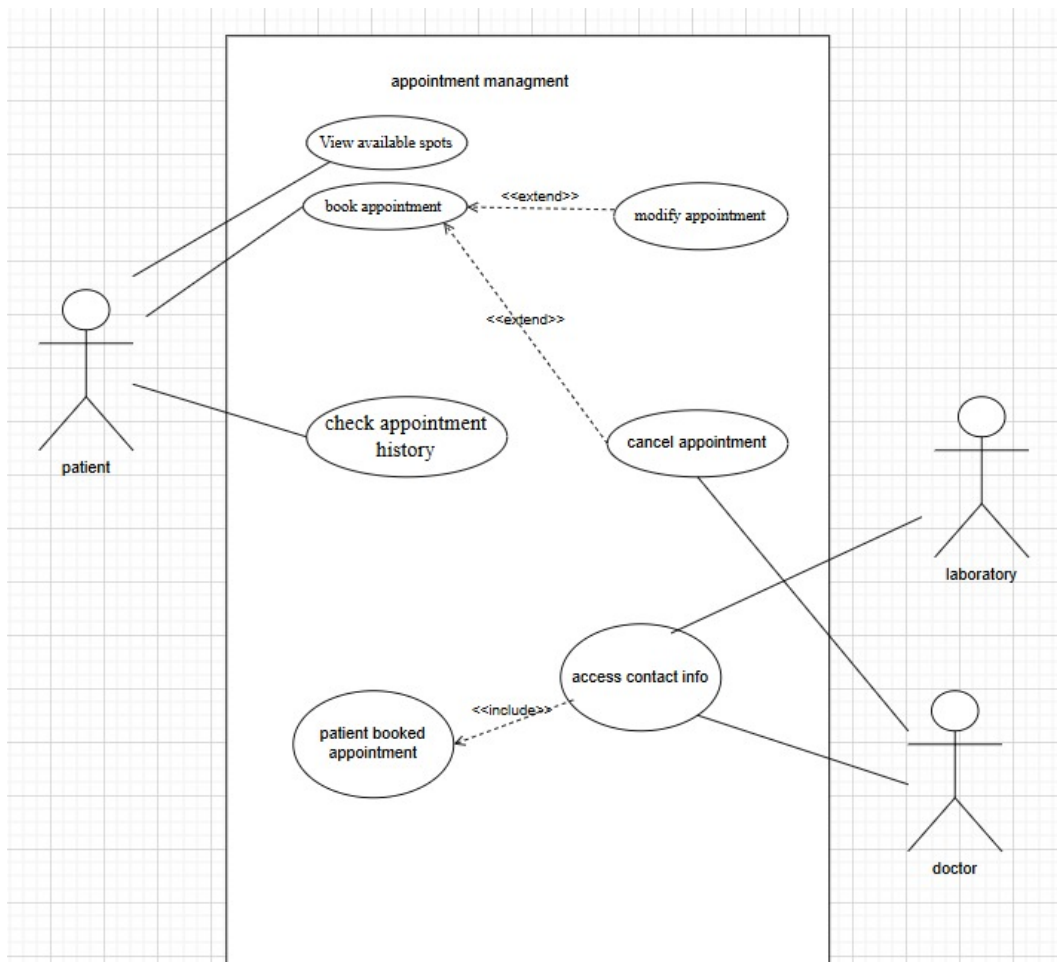 appointment managment
View available spots
book appointment
<<extend>>
modify appointment
<<extend>>
check appointment
history
cancel appointment
patient
laboratory
access contact info
<<include>>
patient booked
appointment
doctor